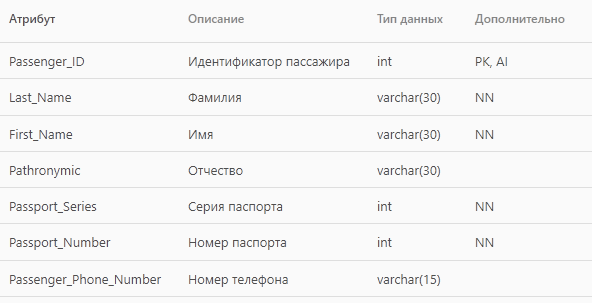 Атрибут Описание Тип данных Дополнительно
Passenger_ID Идентификатор пассажира int PK, AI
Last_Name Фамилия varchar(30) NN
First_Name Имя varchar(30) NN
Pathronymic Отчество varchar(30)
Passport_Series Серия паспорта int NN
Passport_Number Номер паспорта int NN
Passenger_Phone_Number Номер телефона varchar(15)